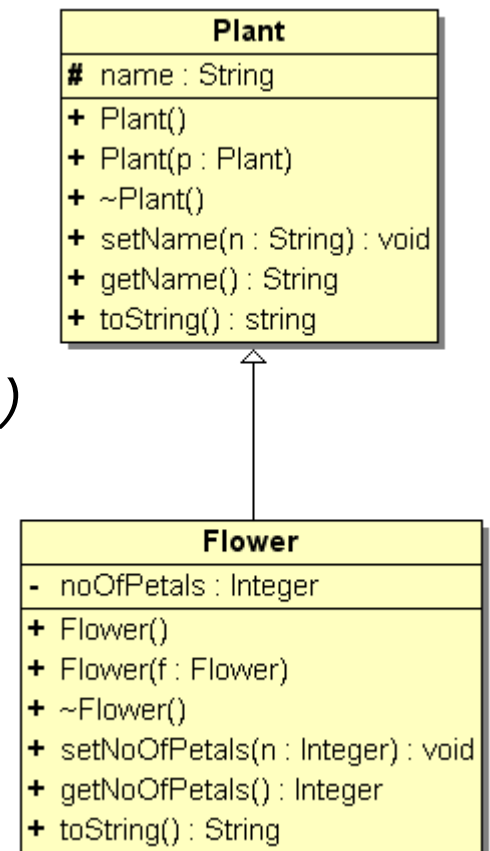 Plant
# name : String
+ Plant()
+ Plant(p : Plant)
+ ~Plant()
+ setName(n : String) : void
+ getName() : String
+ toString() : string
)
Flower
- noOfPetals : Integer
+ Flower()
+ Flower(f : Flower)
+ ~Flower()
+ setNoOfPetals(n : Integer) : void
+ getNoOfPetals() : Integer
+ toString() : String